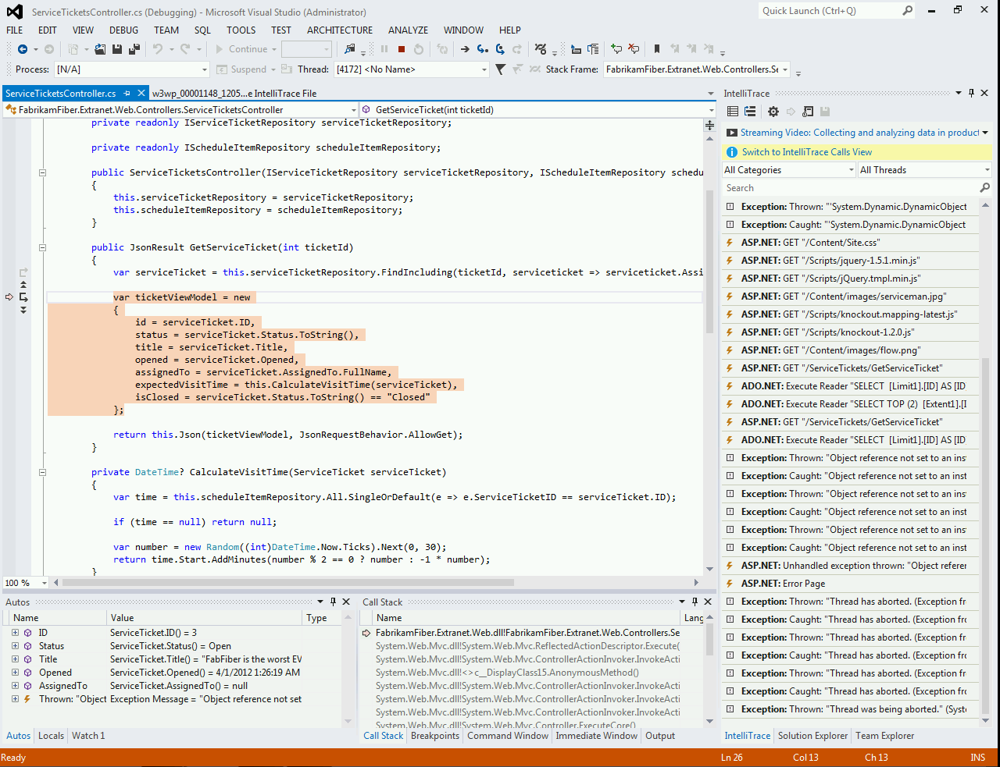 ServiceTicketsController.cs (Debugging) - Microsoft Visual Studio (Administrator)
Quick Launch (Ctrl+Q)
FILE EDIT VIEW DEBUG TEAM SQL TOOLS TEST ARCHITECTURE ANALYZE WINDOW HELP
Continue
Process: [N/A] Suspend Thread: [4172] <No Name> Stack Frame: FabrikamFiber.Extranet.Web.Controllers.Se
ServiceTicketsController.cs w3wp_00001148_1205...e IntelliTrace File
FabrikamFiber.Extranet.Web.Controllers.ServiceTicketsController GetServiceTicket(int ticketId)
private readonly IServiceTicketRepository serviceTicketRepository;
private readonly IScheduleItemRepository scheduleItemRepository;
public ServiceTicketsController(IServiceTicketRepository serviceTicketRepository, IScheduleItemRepository schedu
{
this.serviceTicketRepository = serviceTicketRepository;
this.scheduleItemRepository = scheduleItemRepository;
}
public JsonResult GetServiceTicket(int ticketId)
{
var serviceTicket = this.serviceTicketRepository.FindIncluding(ticketId, serviceticket => serviceticket.Assi
var ticketViewModel = new
{
id = serviceTicket.ID,
status = serviceTicket.Status.ToString(),
title = serviceTicket.Title,
opened = serviceTicket.Opened,
assignedTo = serviceTicket.AssignedTo.FullName,
expectedVisitTime = this.CalculateVisitTime(serviceTicket),
isClosed = serviceTicket.Status.ToString() == "Closed"
};
return this.Json(ticketViewModel, JsonRequestBehavior.AllowGet);
}
private DateTime? CalculateVisitTime(ServiceTicket serviceTicket)
{
var time = this.scheduleItemRepository.All.SingleOrDefault(e => e.ServiceTicketID == serviceTicket.ID);
if (time == null) return null;
var number = new Random((int)DateTime.Now.Ticks).Next(0, 30);
return time.Start.AddMinutes(number % 2 == 0 ? number : -1 * number);
}
100 %
IntelliTrace
Streaming Video: Collecting and analyzing data in product
Switch to IntelliTrace Calls View
All Categories All Threads
Search
Exception: Thrown: "'System.Dynamic.DynamicObject
Exception: Caught: "'System.Dynamic.DynamicObject
ASP.NET: GET "/Content/Site.css"
ASP.NET: GET "/Scripts/jquery-1.5.1.min.js"
ASP.NET: GET "/Scripts/jQuery.tmpl.min.js"
ASP.NET: GET "/Content/images/serviceman.jpg"
ASP.NET: GET "/Scripts/knockout.mapping-latest.js"
ASP.NET: GET "/Scripts/knockout-1.2.0.js"
ASP.NET: GET "/Content/images/flow.png"
ASP.NET: GET "/ServiceTickets/GetServiceTicket"
ADO.NET: Execute Reader "SELECT [Limit1].[ID] AS [ID
ADO.NET: Execute Reader "SELECT TOP (2) [Extent1].[I
ASP.NET: GET "/ServiceTickets/GetServiceTicket"
ADO.NET: Execute Reader "SELECT [Limit1].[ID] AS [ID
Exception: Thrown: "Object reference not set to an inst
Exception: Caught: "Object reference not set to an inst
Exception: Thrown: "Object reference not set to an inst
Exception: Caught: "Object reference not set to an inst
Exception: Thrown: "Object reference not set to an inst
Exception: Caught: "Object reference not set to an inst
ASP.NET: Unhandled exception thrown: "Object referer
ASP.NET: Error Page
Exception: Thrown: "Thread has aborted. (Exception fr
Exception: Caught: "Thread has aborted. (Exception fro
Exception: Thrown: "Thread has aborted. (Exception fr
Exception: Caught: "Thread has aborted. (Exception fro
Exception: Thrown: "Thread has aborted. (Exception fr
Exception: Caught: "Thread has aborted. (Exception fro
Exception: Thrown: "Thread was being aborted." (Syste
IntelliTrace Solution Explorer Team Explorer
Autos
Name Value Type
ID ServiceTicket.ID() = 3
Status ServiceTicket.Status() = Open
Title ServiceTicket.Title() = "FabFiber is the worst EV
Opened ServiceTicket.Opened() = 4/1/2012 1:26:19 AM
AssignedTo ServiceTicket.AssignedTo() = null
Thrown: "Object Exception Message = "Object reference not set
Autos Locals Watch 1
Call Stack
Name Lang
FabrikamFiber.Extranet.Web.dll!FabrikamFiber.Extranet.Web.Controllers.Se
System.Web.Mvc.dll!System.Web.Mvc.ReflectedActionDescriptor.Execute(
System.Web.Mvc.dll!System.Web.Mvc.ControllerActionInvoker.InvokeActi
System.Web.Mvc.dll!<>c__DisplayClass15.AnonymousMethod()
System.Web.Mvc.dll!System.Web.Mvc.ControllerActionInvoker.InvokeActi
System.Web.Mvc.dll!System.Web.Mvc.ControllerActionInvoker.InvokeActi
System.Web.Mvc.dll!System.Web.Mvc.ControllerActionInvoker.InvokeActi
System.Web.Mvc.dll!System.Web.Mvc.Controller.ExecuteCore()
Call Stack Breakpoints Command Window Immediate Window Output
Ready Ln 26 Col 13 Ch 13 INS